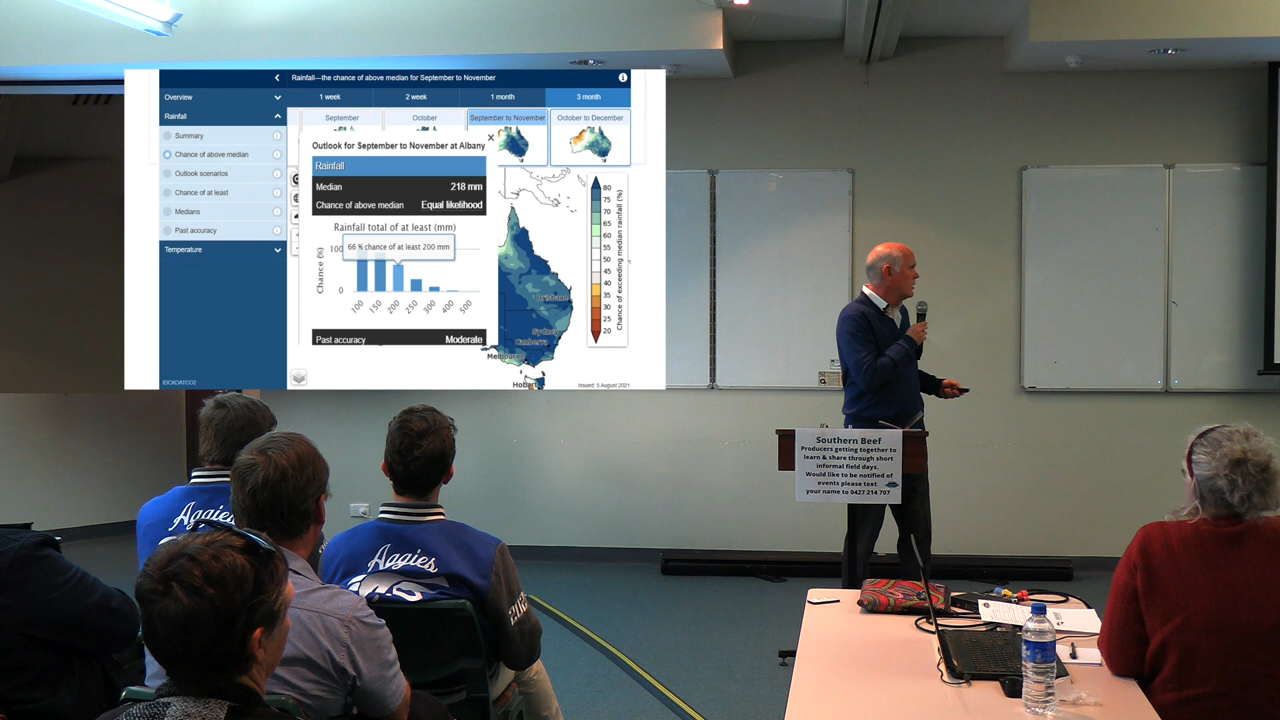 Rainfall—the chance of above median for September to November
Overview
1 week
2 week
1 month
3 month
Rainfall
September
October
September to November
October to December
Summary
Chance of above median
Outlook scenarios
Chance of at least
Medians
Past accuracy
Temperature
IDCKOATCO2
Outlook for September to November at Albany
Rainfall
Median 218 mm
Chance of above median Equal likelihood
Rainfall total of at least (mm)
66 % chance of at least 200 mm
Chance (%)
100
0
100 150 200 250 300 400 500
Past accuracy Moderate
Brisbane
Sydney
Canberra
Melbourne
Hobart
80
75
70
65
60
55
50
45
40
35
30
25
20
Chance of exceeding median rainfall (%)
Issued: 5 August 2021
Southern Beef
Producers getting together to
learn & share through short
informal field days.
Would like to be notified of
events please text
your name to 0427 214 707
Aggies
Aggies